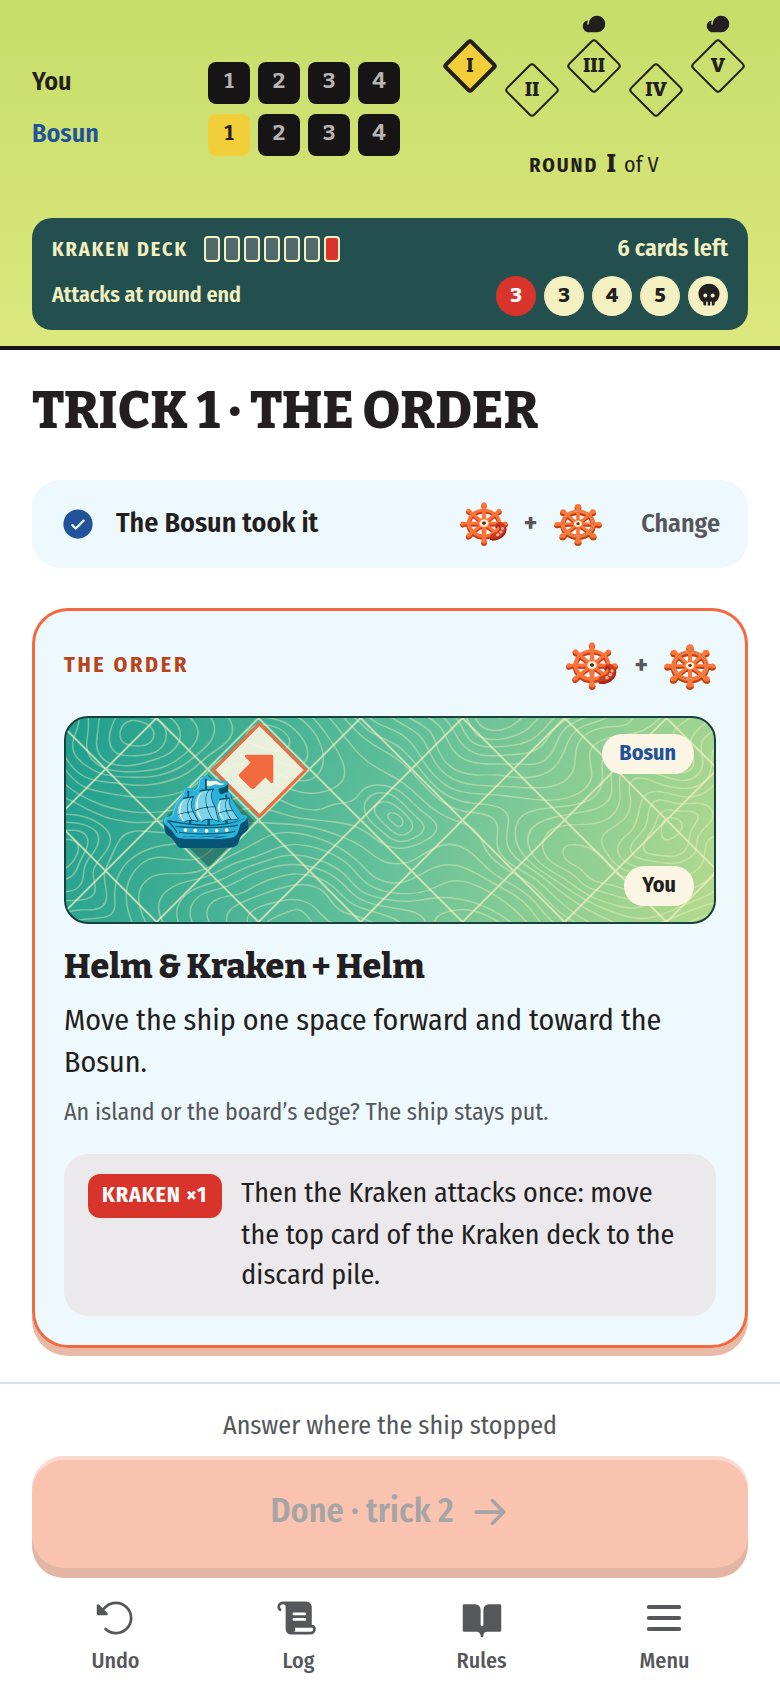 You 1 2 3 4
Bosun 1 2 3 4
I II III IV V
ROUND I of V
KRAKEN DECK 6 cards left
Attacks at round end 3 3 4 5
TRICK 1 · THE ORDER
The Bosun took it + Change
THE ORDER +
Bosun
You
Helm & Kraken + Helm
Move the ship one space forward and toward the
Bosun.
An island or the board’s edge? The ship stays put.
KRAKEN ×1 Then the Kraken attacks once: move
the top card of the Kraken deck to the
discard pile.
Answer where the ship stopped
Done · trick 2 →
Undo Log Rules Menu